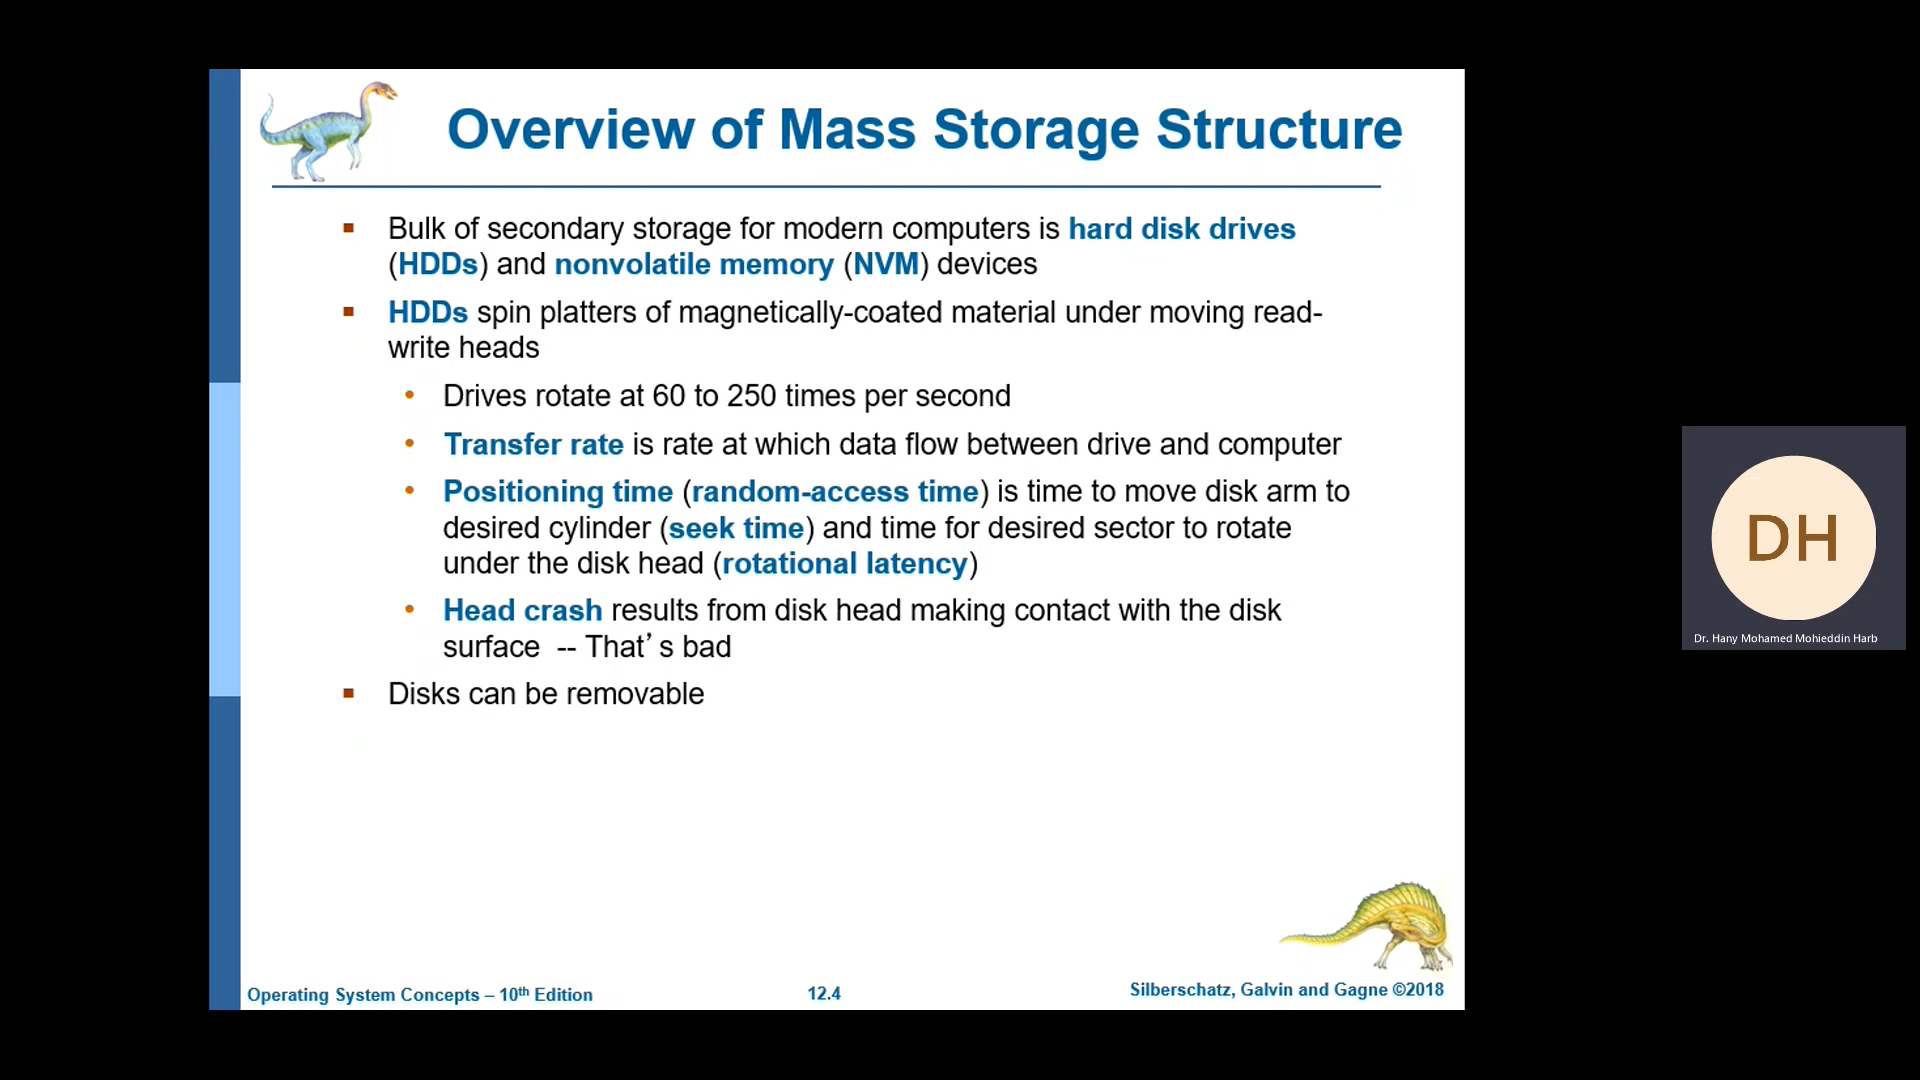 Overview of Mass Storage Structure
Bulk of secondary storage for modern computers is hard disk drives
(HDDs) and nonvolatile memory (NVM) devices
HDDs spin platters of magnetically-coated material under moving read-
write heads
Drives rotate at 60 to 250 times per second
Transfer rate is rate at which data flow between drive and computer
Positioning time (random-access time) is time to move disk arm to
desired cylinder (seek time) and time for desired sector to rotate
under the disk head (rotational latency)
Head crash results from disk head making contact with the disk
surface -- That’s bad
Disks can be removable
Operating System Concepts – 10th Edition
12.4
Silberschatz, Galvin and Gagne ©2018
DH
Dr. Hany Mohamed Mohieddin Harb